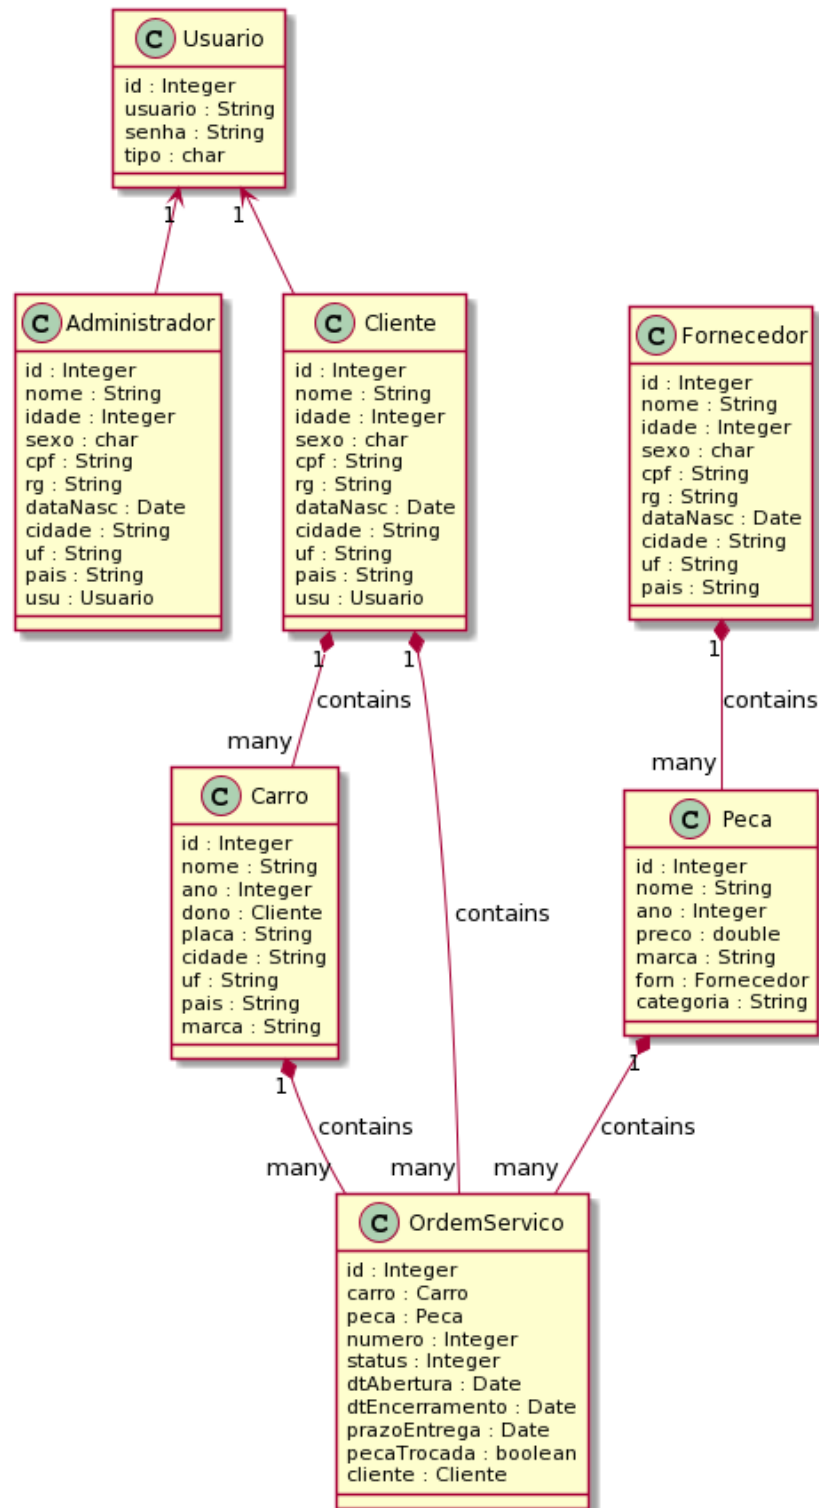 C Usuario
id : Integer
usuario : String
senha : String
tipo : char
1
1
C Administrador
id : Integer
nome : String
idade : Integer
sexo : char
cpf : String
rg : String
dataNasc : Date
cidade : String
uf : String
pais : String
usu : Usuario
C Cliente
id : Integer
nome : String
idade : Integer
sexo : char
cpf : String
rg : String
dataNasc : Date
cidade : String
uf : String
pais : String
usu : Usuario
C Fornecedor
id : Integer
nome : String
idade : Integer
sexo : char
cpf : String
rg : String
dataNasc : Date
cidade : String
uf : String
pais : String
1
contains
many
1
contains
many
1
contains
many
C Carro
id : Integer
nome : String
ano : Integer
dono : Cliente
placa : String
cidade : String
uf : String
pais : String
marca : String
C Peca
id : Integer
nome : String
ano : Integer
preco : double
marca : String
forn : Fornecedor
categoria : String
1
contains
many
1
contains
many
C OrdemServico
id : Integer
carro : Carro
peca : Peca
numero : Integer
status : Integer
dtAbertura : Date
dtEncerramento : Date
prazoEntrega : Date
pecaTrocada : boolean
cliente : Cliente